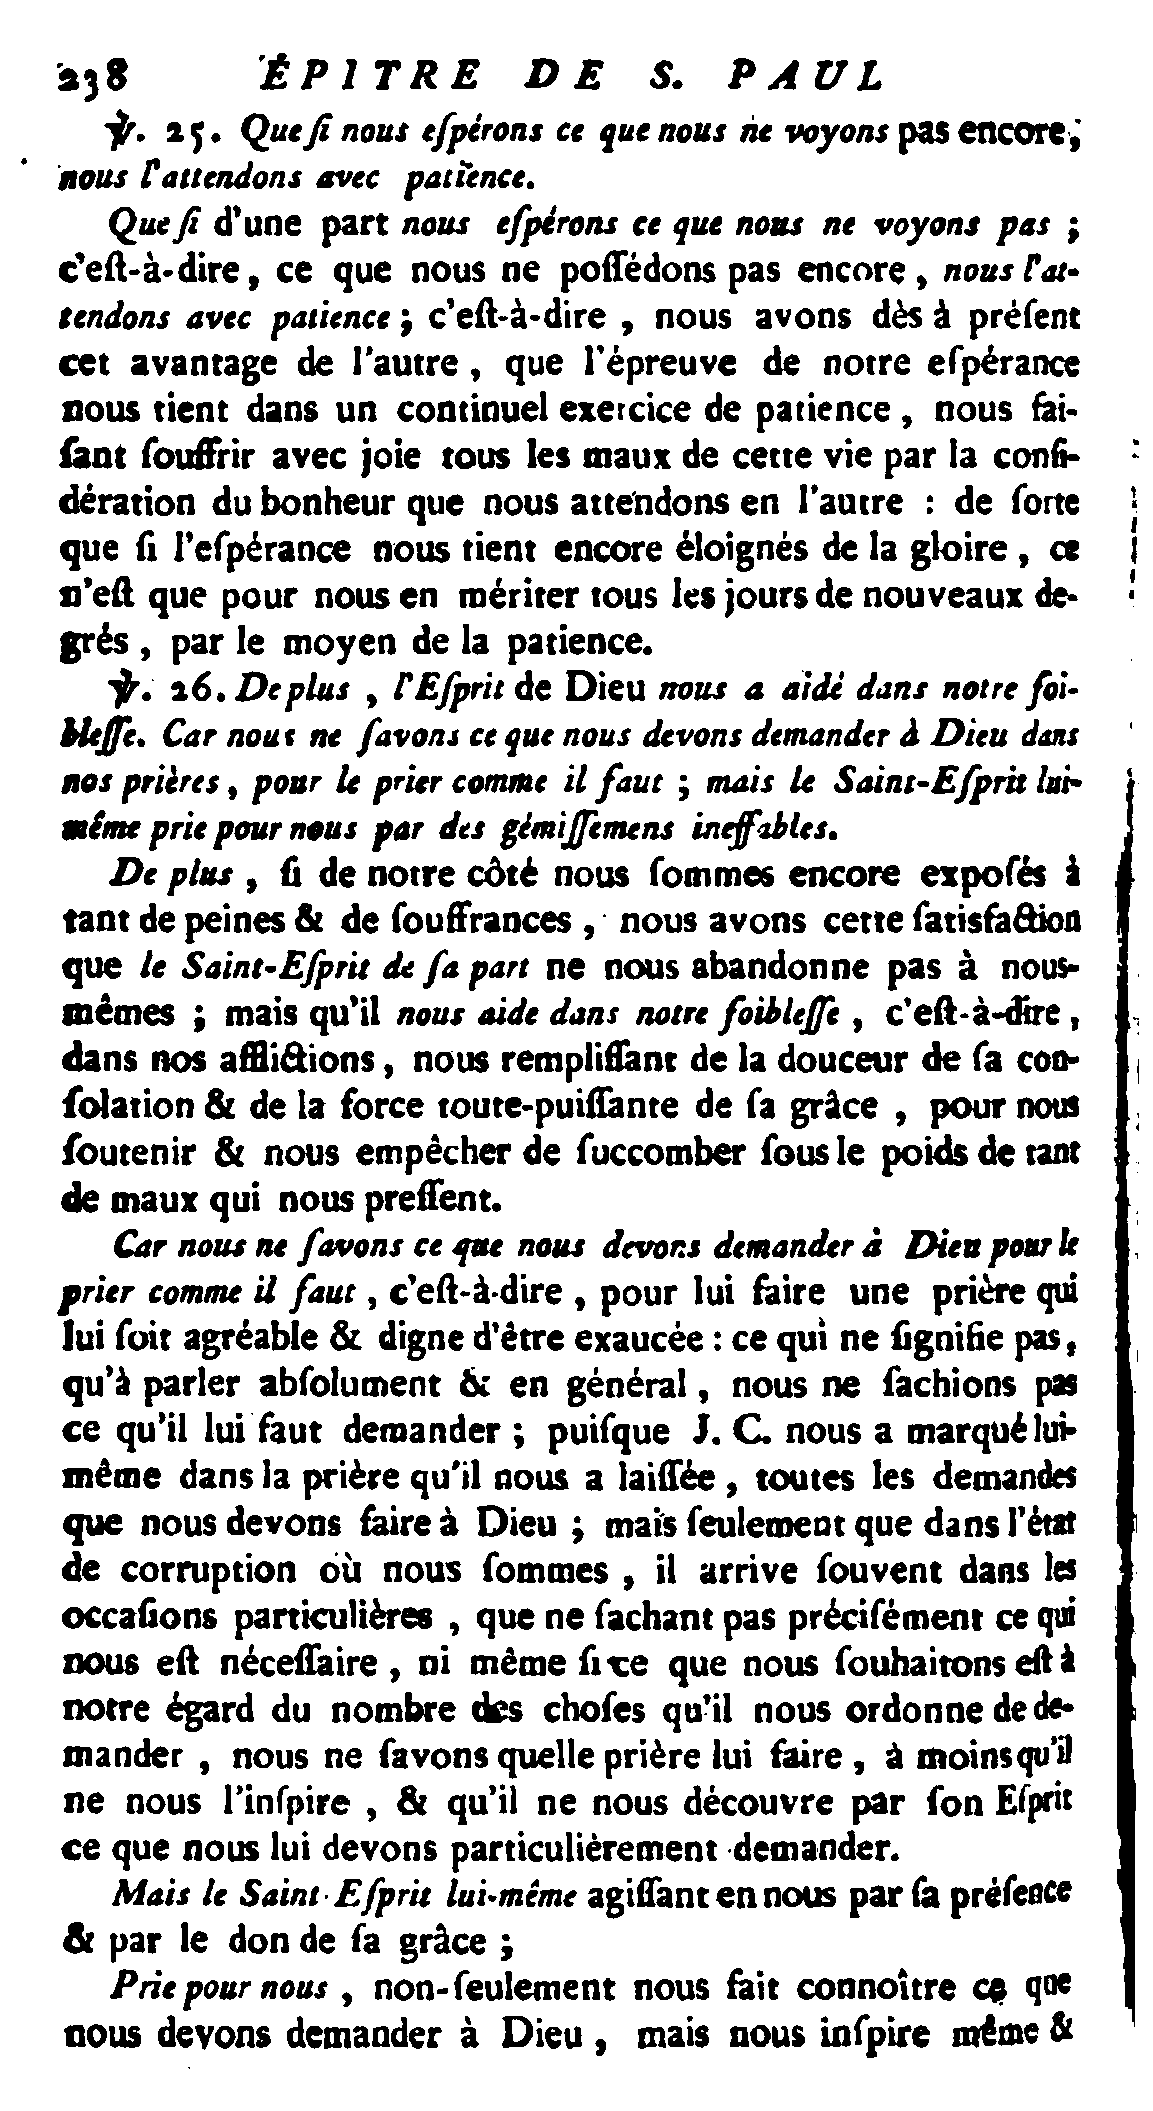 238 ÉPITRE DE S. PAUL
℣. 25. Que ſi nous eſpérons ce que nous ne voyons pas encore,
nous l'attendons avec patience.
Que ſi d'une part nous eſpérons ce que nous ne voyons pas ;
c'eſt-à-dire, ce que nous ne poſſédons pas encore, nous l'at-
tendons avec patience ; c'eſt-à-dire, nous avons dès à préſent
cet avantage de l'autre, que l'épreuve de notre eſpérance
nous tient dans un continuel exercice de patience, nous fai-
ſant ſouffrir avec joie tous les maux de cette vie par la conſi-
dération du bonheur que nous attendons en l'autre : de ſorte
que ſi l'eſpérance nous tient encore éloignés de la gloire, ce
n'eſt que pour nous en mériter tous les jours de nouveaux de-
grés, par le moyen de la patience.
℣. 26. De plus, l'Eſprit de Dieu nous a aidé dans notre foi-
bleſſe. Car nous ne ſavons ce que nous devons demander à Dieu dans
nos prières, pour le prier comme il faut ; mais le Saint-Eſprit lui-
même prie pour nous par des gémiſſemens ineffables.
De plus, ſi de notre côté nous ſommes encore expoſés à
tant de peines & de ſouffrances, nous avons cette ſatisfaction
que le Saint-Eſprit de ſa part ne nous abandonne pas à nous-
mêmes ; mais qu'il nous aide dans notre foibleſſe, c'eſt-à-dire,
dans nos afflictions, nous rempliſſant de la douceur de ſa con-
ſolation & de la force toute-puiſſante de ſa grâce, pour nous
ſoutenir & nous empêcher de ſuccomber ſous le poids de tant
de maux qui nous preſſent.
Car nous ne ſavons ce que nous devons demander à Dieu pour le
prier comme il faut, c'eſt-à-dire, pour lui faire une prière qui
lui ſoit agréable & digne d'être exaucée : ce qui ne ſignifie pas,
qu'à parler abſolument & en général, nous ne ſachions pas
ce qu'il lui faut demander ; puiſque J. C. nous a marqué lui-
même dans la prière qu'il nous a laiſſée, toutes les demandes
que nous devons faire à Dieu ; mais ſeulement que dans l'état
de corruption où nous ſommes, il arrive ſouvent dans les
occaſions particulières, que ne ſachant pas préciſément ce qui
nous eſt néceſſaire, ni même ſi ce que nous ſouhaitons eſt à
notre égard du nombre des choſes qu'il nous ordonne de de-
mander, nous ne ſavons quelle prière lui faire, à moins qu'il
ne nous l'inſpire, & qu'il ne nous découvre par ſon Eſprit
ce que nous lui devons particulièrement demander.
Mais le Saint-Eſprit lui-même agiſſant en nous par ſa préſence
& par le don de ſa grâce ;
Prie pour nous, non-ſeulement nous fait connoître ce que
nous devons demander à Dieu, mais nous inſpire même &